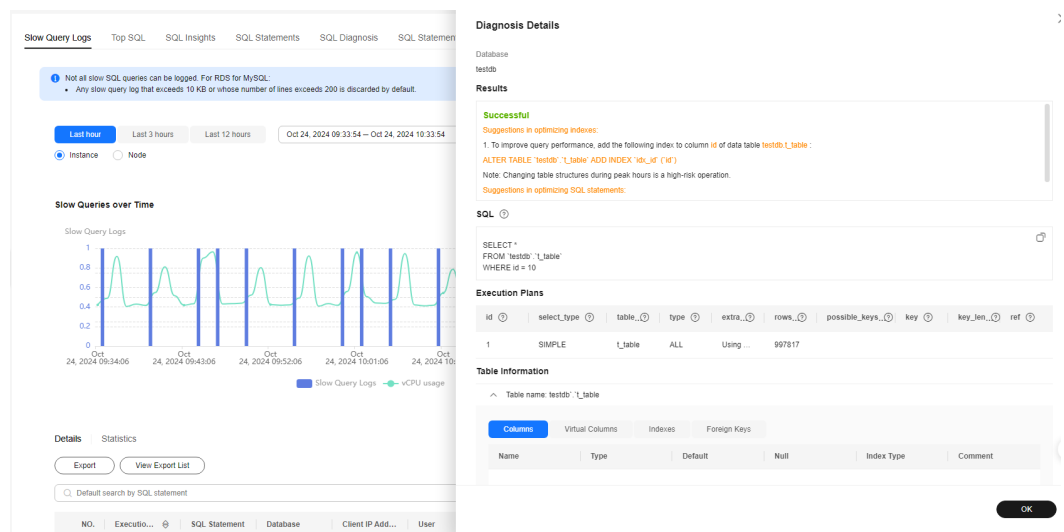 Slow Query Logs Top SQL SQL Insights SQL Statements SQL Diagnosis SQL Statemen
Not all slow SQL queries can be logged. For RDS for MySQL:
• Any slow query log that exceeds 10 KB or whose number of lines exceeds 200 is discarded by default.
Last hour Last 3 hours Last 12 hours Oct 24, 2024 09:33:54 — Oct 24, 2024 10:33:54
Instance Node
Slow Queries over Time
Slow Query Logs
1
0.8
0.6
0.4
0.2
0
Oct Oct Oct Oct Oct
24, 2024 09:34:06 24, 2024 09:43:06 24, 2024 09:52:06 24, 2024 10:01:06 24, 2024 10:
Slow Query Logs vCPU usage
Details Statistics
Export View Export List
Default search by SQL statement
NO. Executio... SQL Statement Database Client IP Add... User
Diagnosis Details
Database
testdb
Results
Successful
Suggestions in optimizing indexes:
1. To improve query performance, add the following index to column id of data table testdb.t_table :
ALTER TABLE `testdb`.`t_table` ADD INDEX `idx_id` (`id`)
Note: Changing table structures during peak hours is a high-risk operation.
Suggestions in optimizing SQL statements:
SQL
SELECT *
FROM `testdb`.`t_table`
WHERE id = 10
Execution Plans
id select_type table... type extra... rows... possible_keys... key key_len... ref
1 SIMPLE t_table ALL Using ... 997817
Table Information
Table name: testdb`.`t_table
Columns Virtual Columns Indexes Foreign Keys
Name Type Default Null Index Type Comment
OK